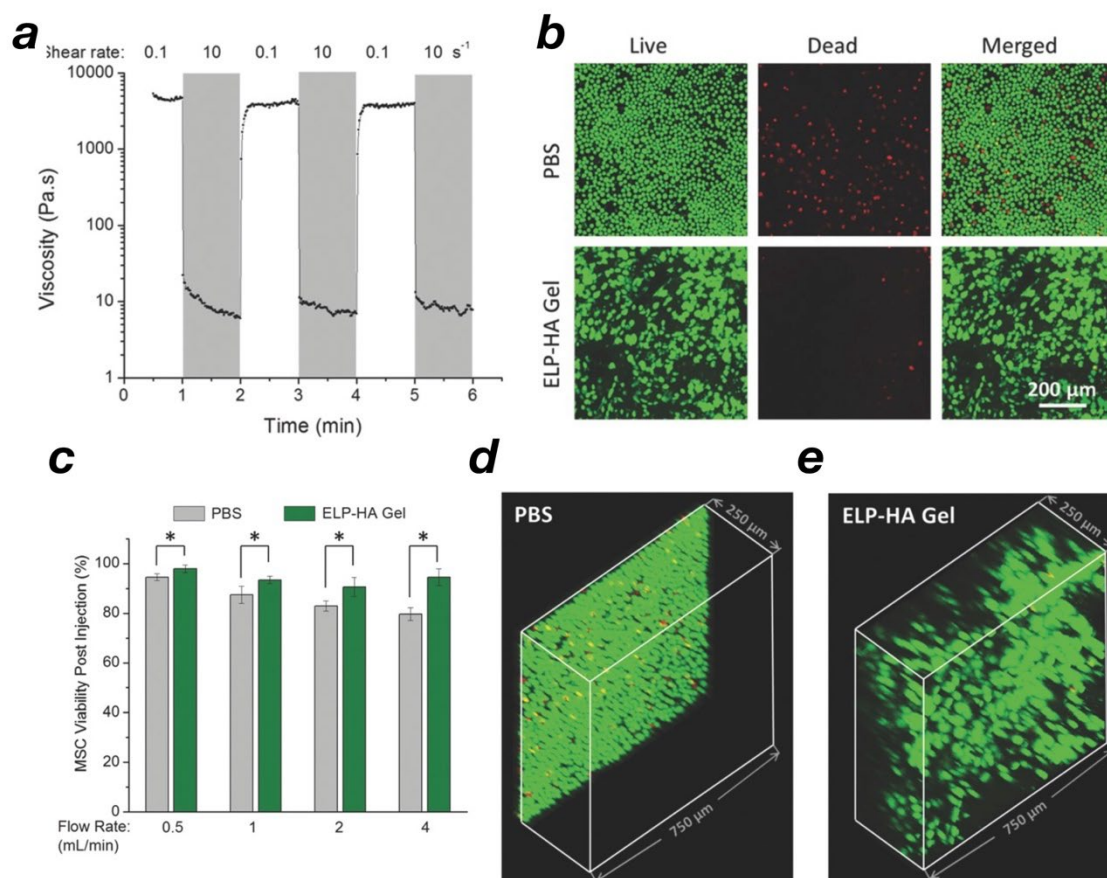 a
Shear rate: 0.1 10 0.1 10 0.1 10 s⁻¹
10000
1000
100
10
1
Viscosity (Pa.s)
0 1 2 3 4 5 6
Time (min)
b
Live Dead Merged
PBS
ELP-HA Gel
200 µm
c
PBS ELP-HA Gel
* * * *
100
80
60
40
20
0
MSC Viability Post Injection (%)
Flow Rate: 0.5 1 2 4
(mL/min)
d
PBS
250 µm
750 µm
e
ELP-HA Gel
250 µm
750 µm